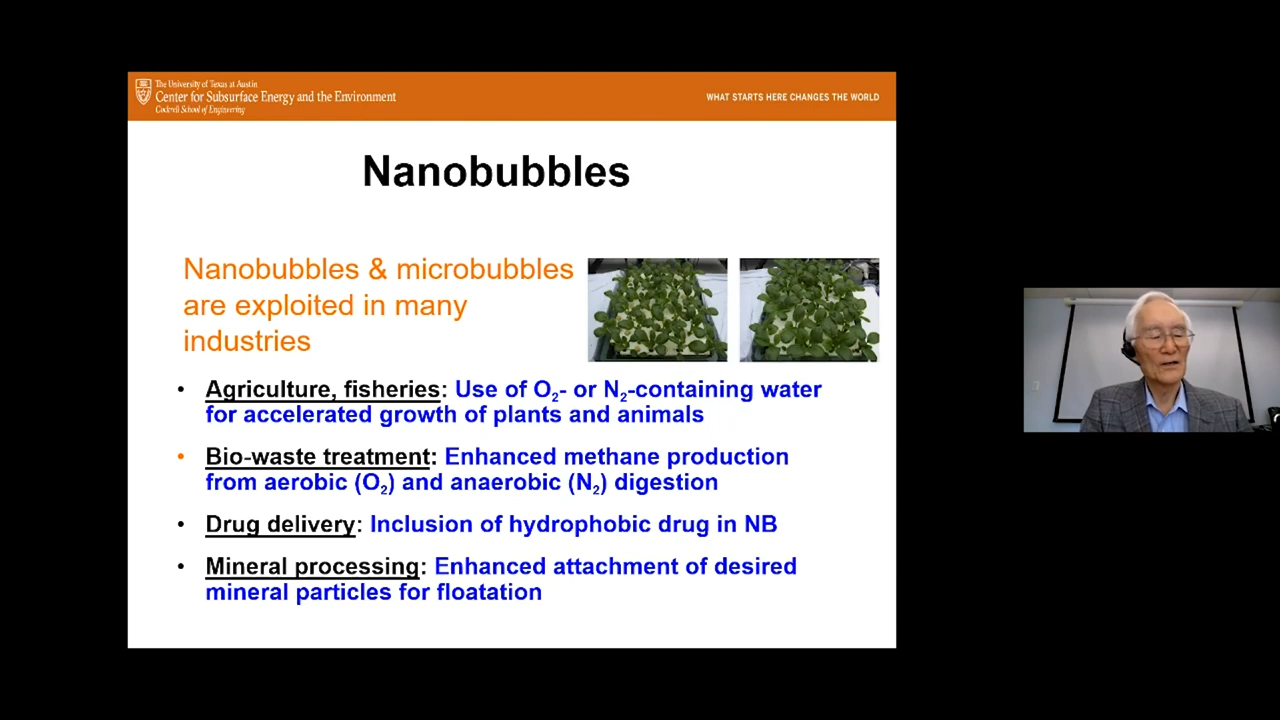 The University of Texas at Austin
Center for Subsurface Energy and the Environment
Cockrell School of Engineering
WHAT STARTS HERE CHANGES THE WORLD
Nanobubbles
Nanobubbles & microbubbles
are exploited in many
industries
• Agriculture, fisheries: Use of O₂- or N₂-containing water
for accelerated growth of plants and animals
• Bio-waste treatment: Enhanced methane production
from aerobic (O₂) and anaerobic (N₂) digestion
• Drug delivery: Inclusion of hydrophobic drug in NB
• Mineral processing: Enhanced attachment of desired
mineral particles for floatation